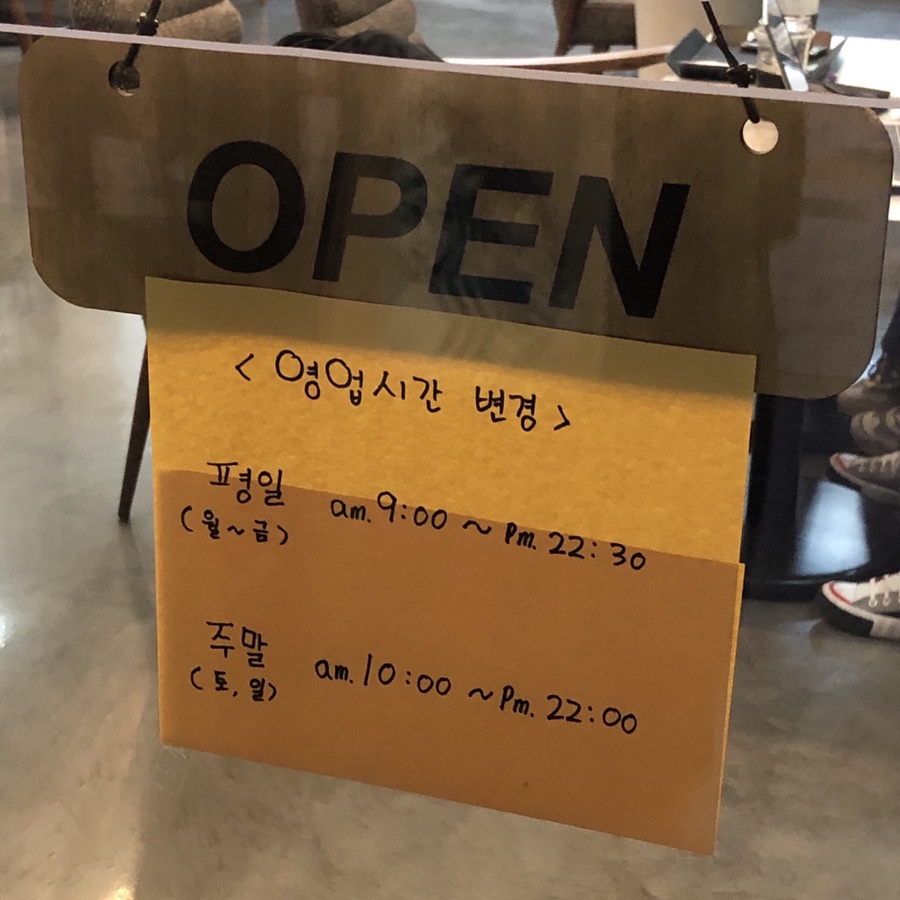 OPEN
< 영업시간 변경 >
평일 am. 9:00 ~ Pm. 22:30
(월~금)
주말 am. 10:00 ~ Pm. 22:00
(토, 일)